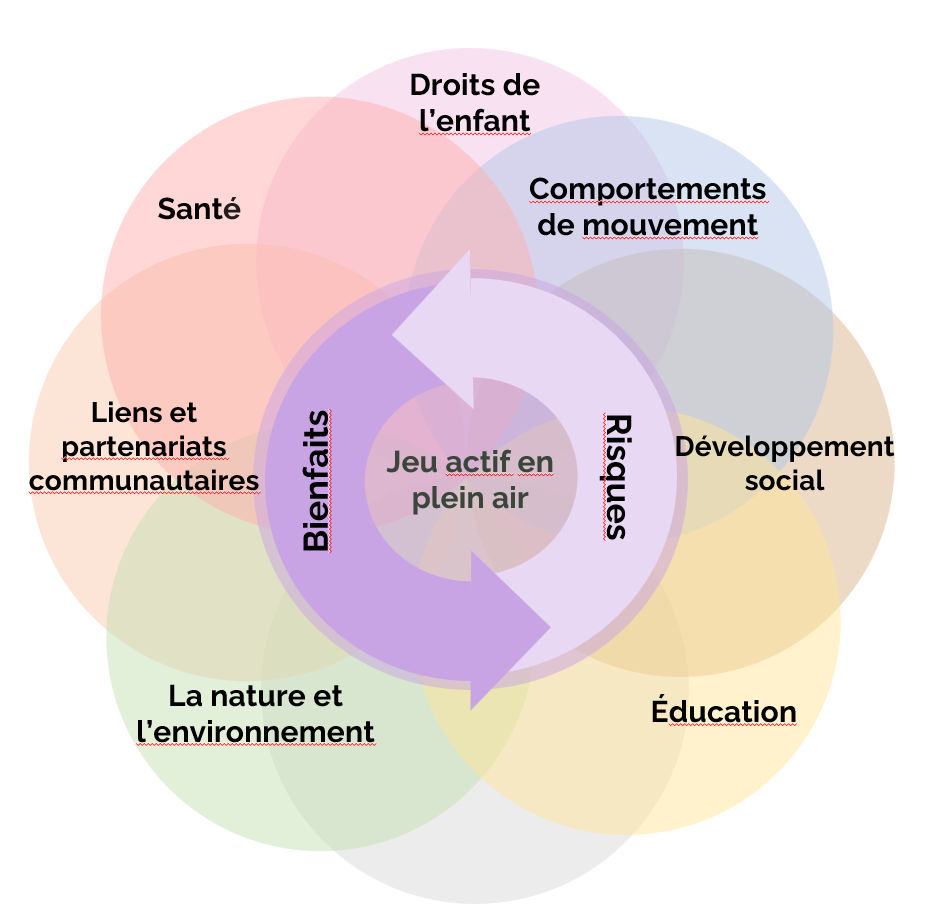 Droits de
l’enfant
Comportements
de mouvement
Santé
Liens et
partenariats
communautaires
Bienfaits
Jeu actif en
plein air
Risques
Développement
social
La nature et
l’environnement
Éducation